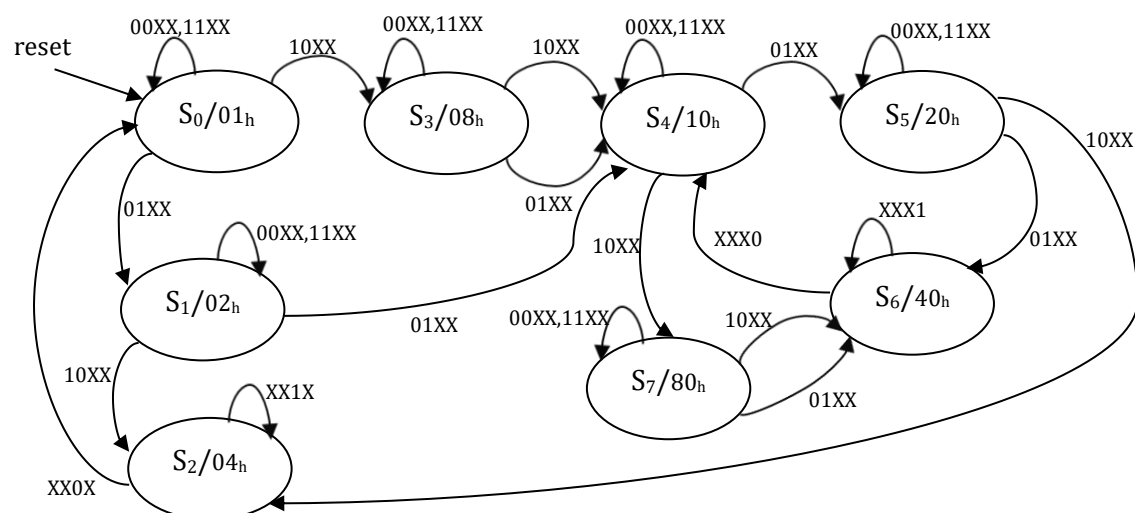 00XX,11XX
reset
10XX
S0/01h
00XX,11XX
S3/08h
10XX
01XX
00XX,11XX
S4/10h
01XX
00XX,11XX
S5/20h
10XX
01XX
01XX
00XX,11XX
S1/02h
01XX
10XX
XXX0
XXX1
S6/40h
00XX,11XX
S7/80h
10XX
01XX
10XX
XX1X
S2/04h
XX0X